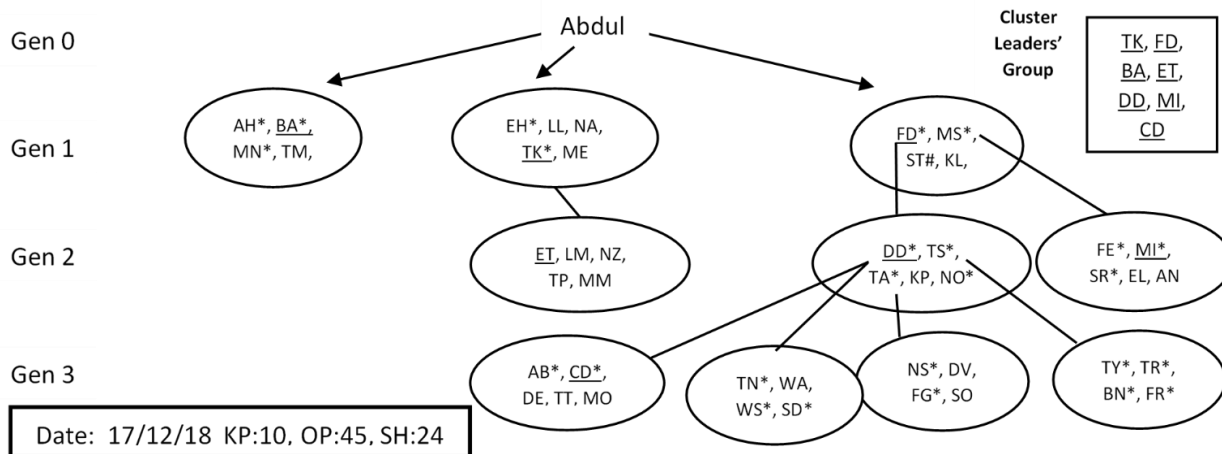 Gen 0
Abdul
Cluster
Leaders'
Group
TK, FD,
BA, ET,
DD, MI,
CD
Gen 1
AH*, BA*,
MN*, TM,
EH*, LL, NA,
TK*, ME
FD*, MS*,
ST#, KL,
Gen 2
ET, LM, NZ,
TP, MM
DD*, TS*,
TA*, KP, NO*
FE*, MI*,
SR*, EL, AN
Gen 3
AB*, CD*,
DE, TT, MO
TN*, WA,
WS*, SD*
NS*, DV,
FG*, SO
TY*, TR*,
BN*, FR*
Date: 17/12/18 KP:10, OP:45, SH:24